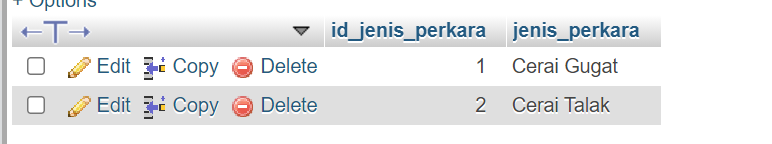 + Options
id_jenis_perkara jenis_perkara
Edit Copy Delete 1 Cerai Gugat
Edit Copy Delete 2 Cerai Talak